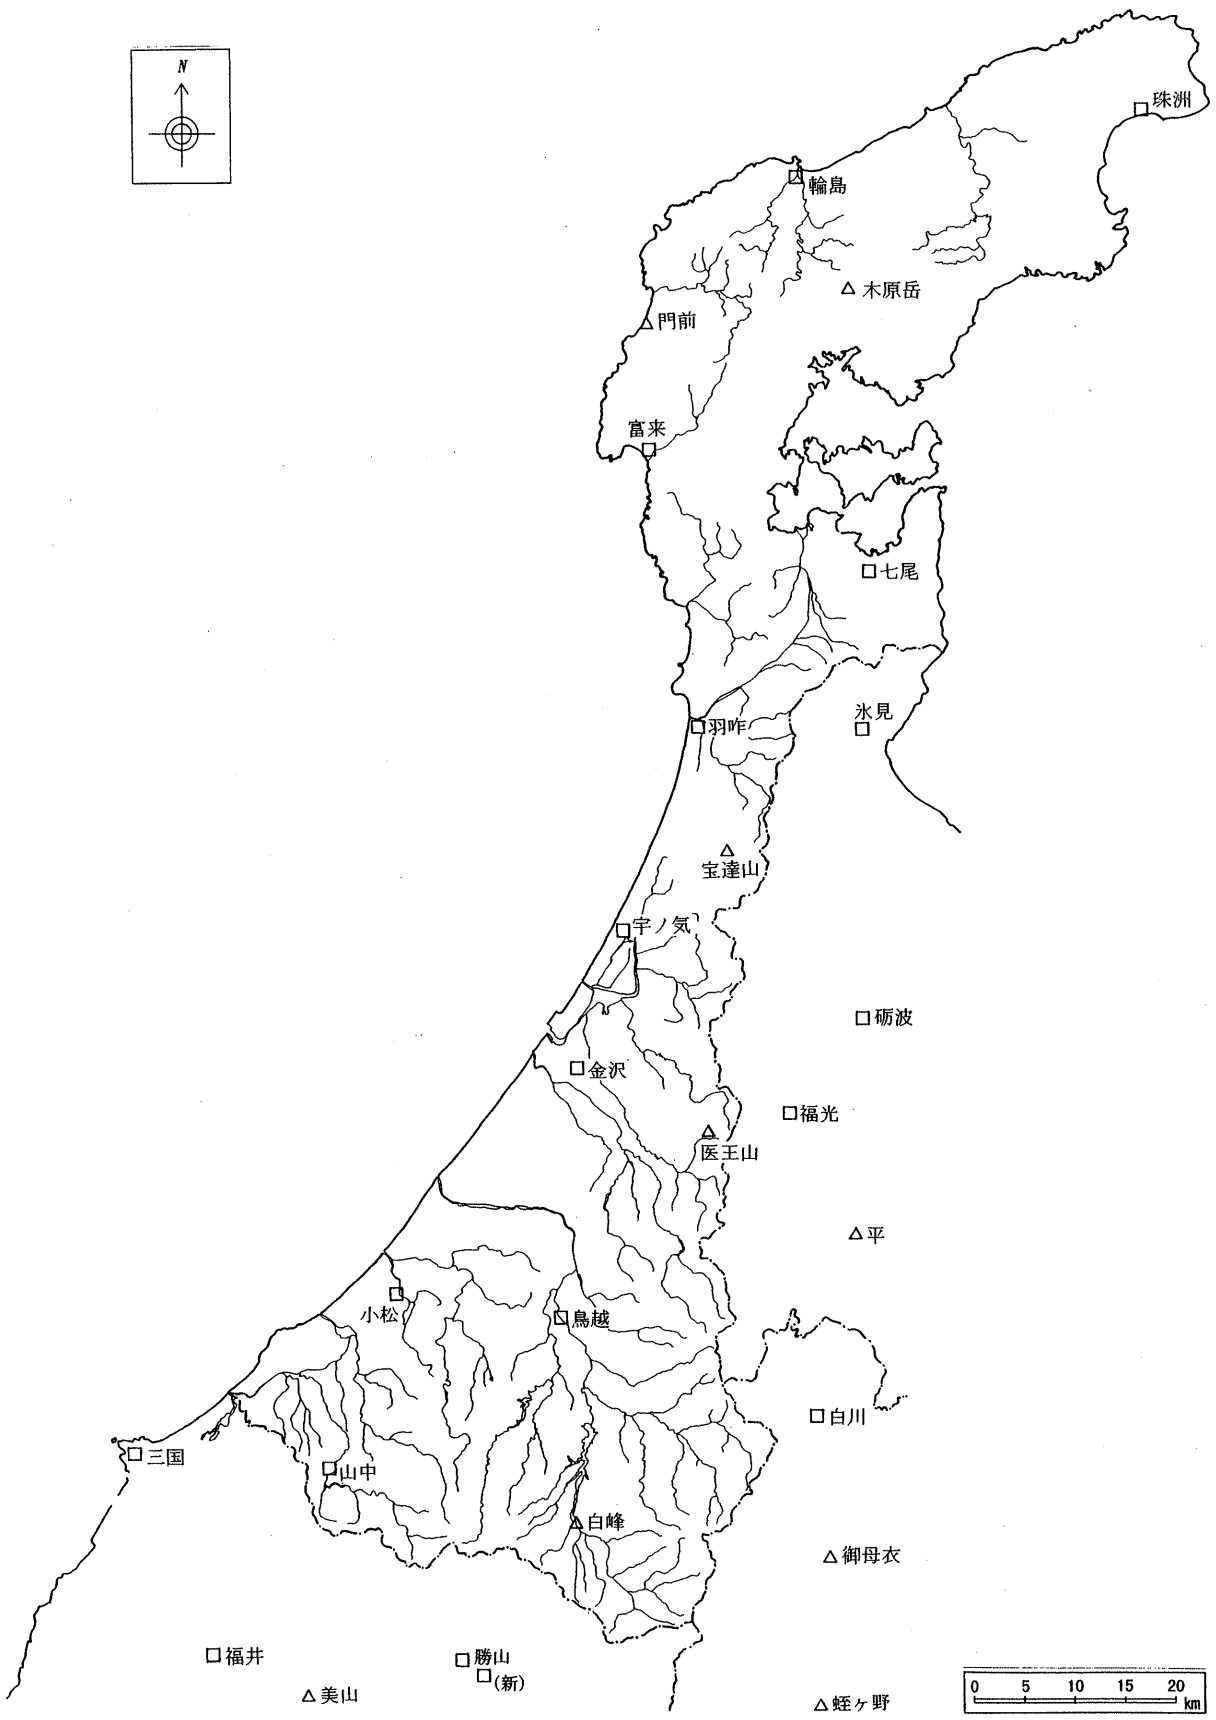 N
珠洲
輪島
木原岳
門前
富来
七尾
氷見
羽咋
宝達山
宇ノ気
砺波
金沢
福光
医王山
平
小松
鳥越
白川
三国
山中
白峰
御母衣
福井
勝山
(新)
美山
蛭ヶ野
0 5 10 15 20
km